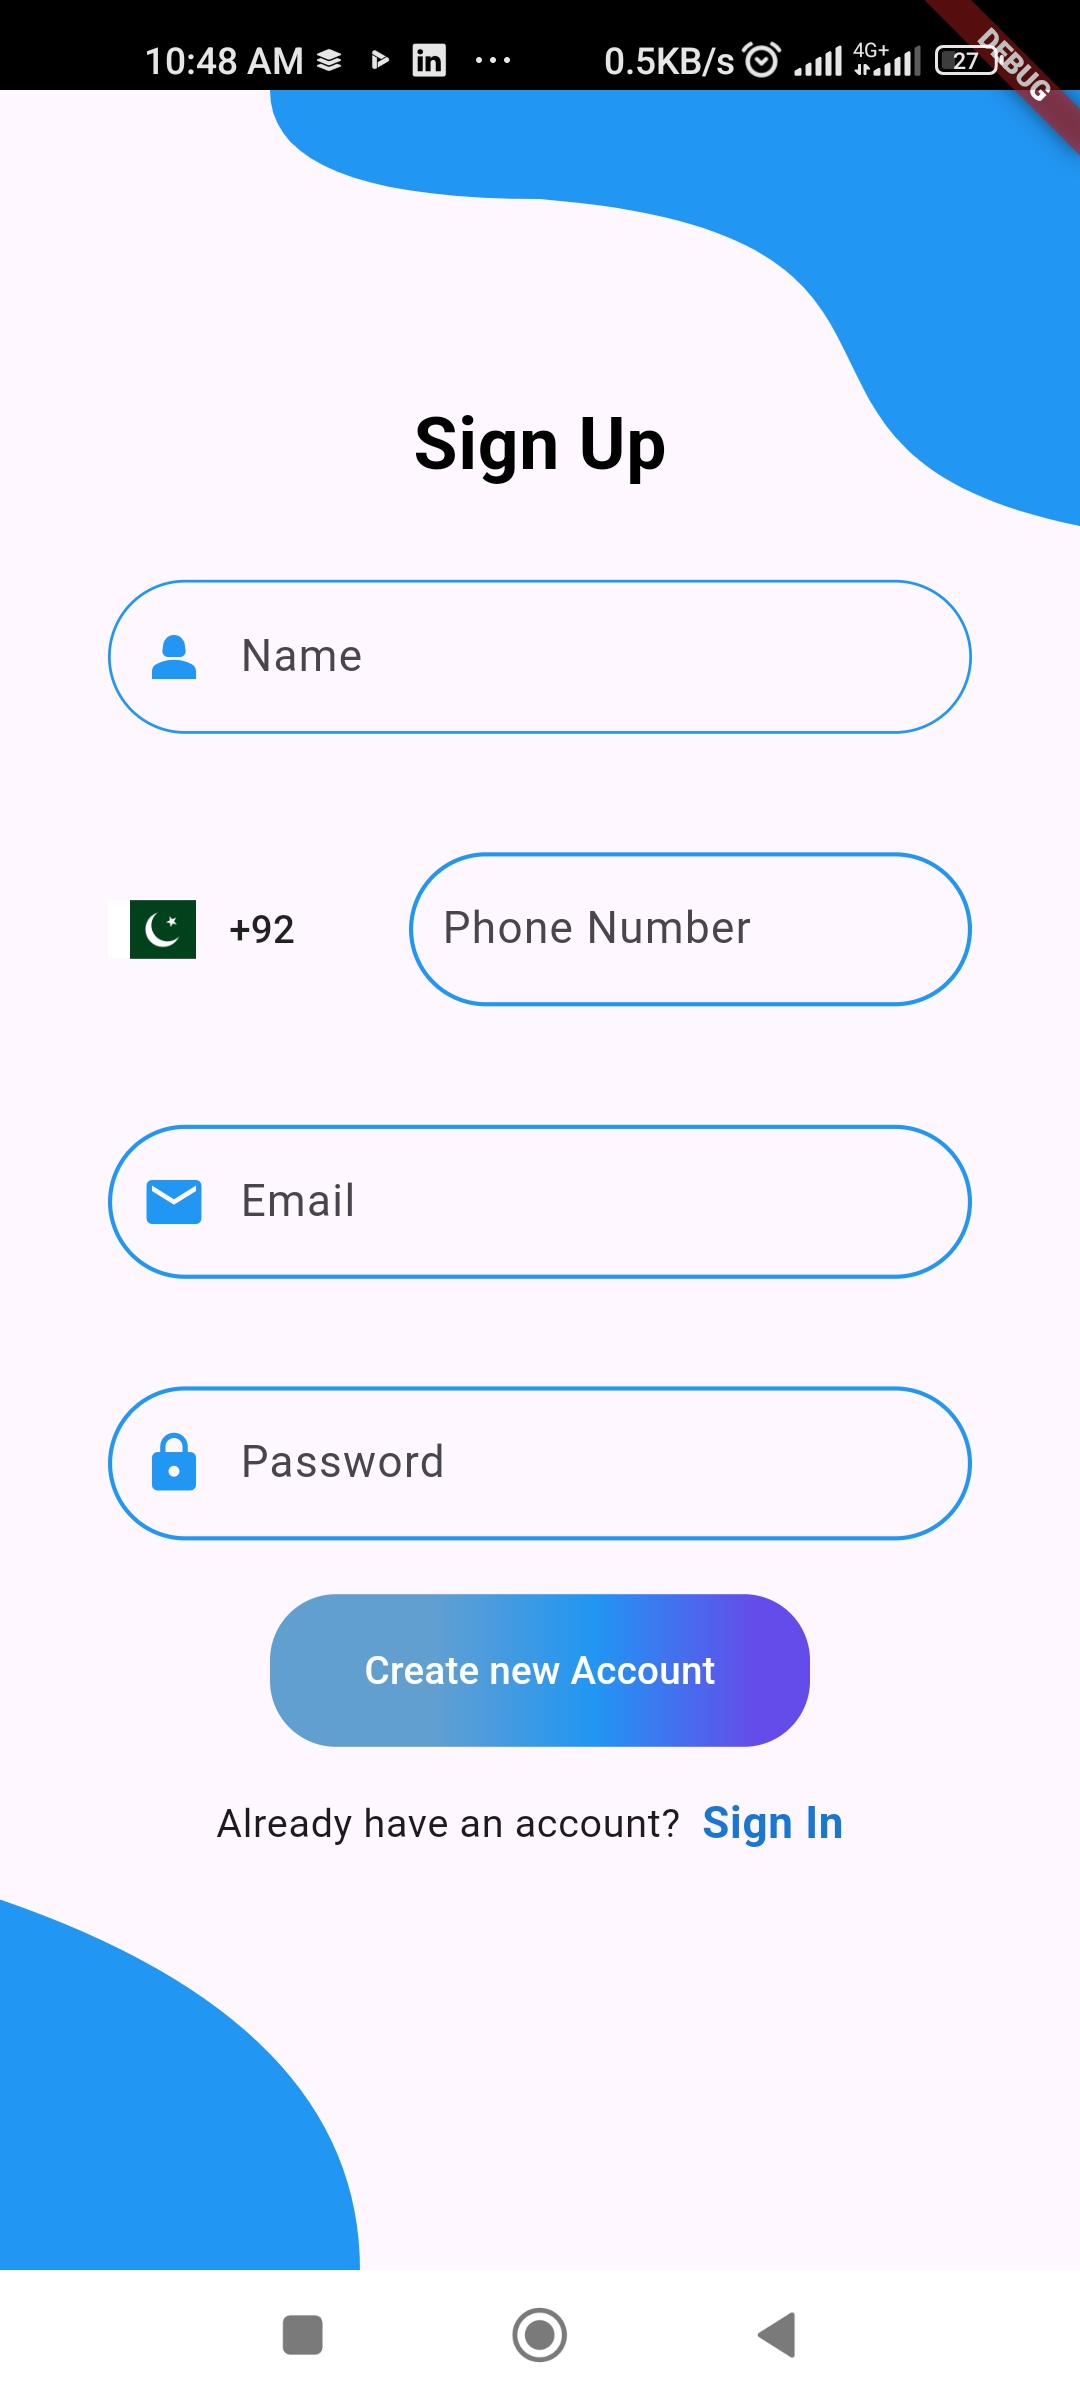 10:48 AM in ... 0.5KB/s 4G+ 27
DEBUG
Sign Up
Name
+92 Phone Number
Email
Password
Create new Account
Already have an account? Sign In